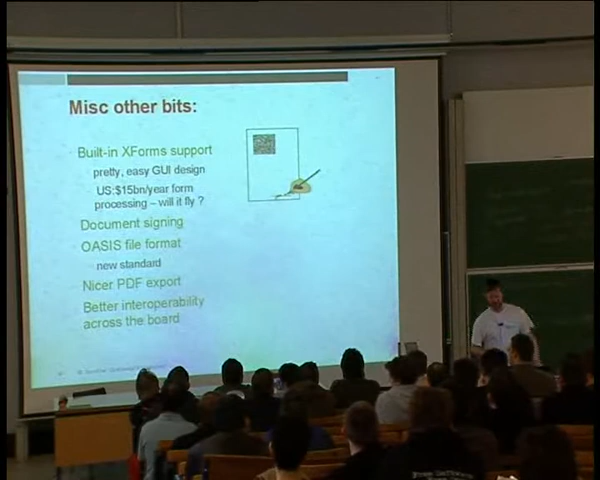 Misc other bits:
Built-in XForms support
pretty, easy GUI design
US:$15bn/year form
processing – will it fly ?
Document signing
OASIS file format
new standard
Nicer PDF export
Better interoperability
across the board